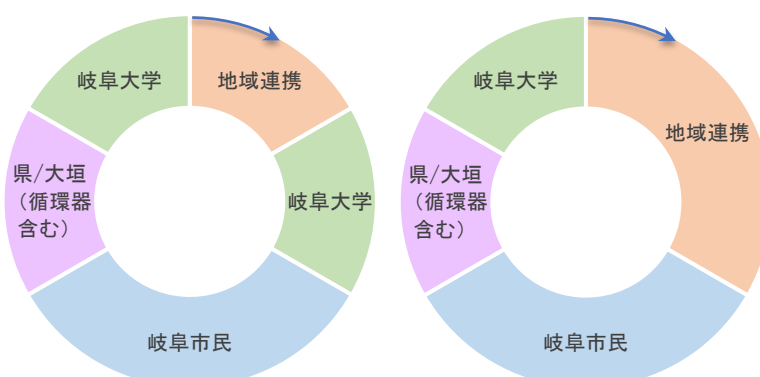 岐阜大学
地域連携
県/大垣
（循環器
含む）
岐阜大学
岐阜市民
岐阜大学
地域連携
県/大垣
（循環器
含む）
岐阜市民